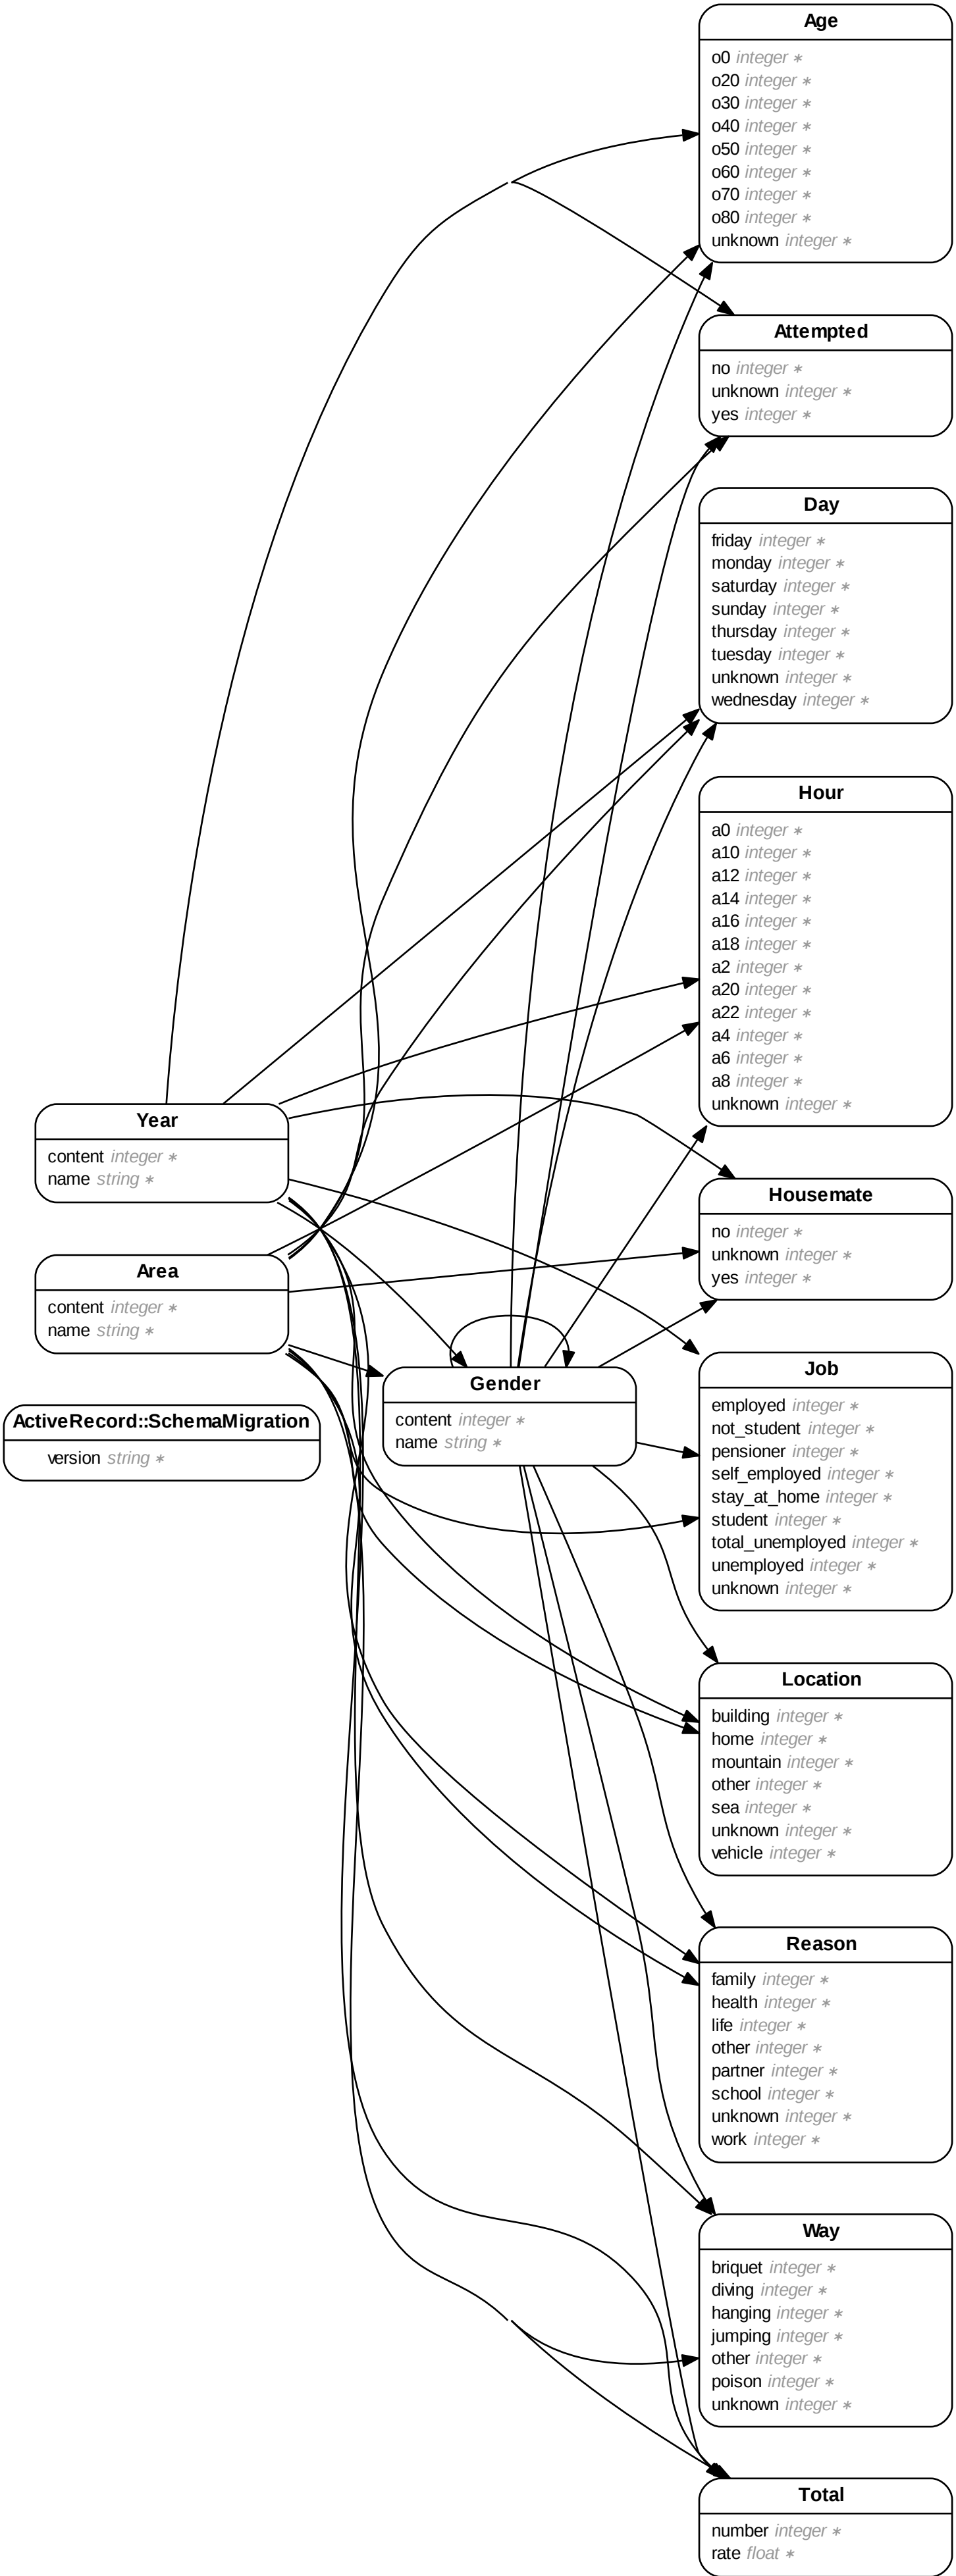 Age
o0 integer ∗
o20 integer ∗
o30 integer ∗
o40 integer ∗
o50 integer ∗
o60 integer ∗
o70 integer ∗
o80 integer ∗
unknown integer ∗
Attempted
no integer ∗
unknown integer ∗
yes integer ∗
Day
friday integer ∗
monday integer ∗
saturday integer ∗
sunday integer ∗
thursday integer ∗
tuesday integer ∗
unknown integer ∗
wednesday integer ∗
Hour
a0 integer ∗
a10 integer ∗
a12 integer ∗
a14 integer ∗
a16 integer ∗
a18 integer ∗
a2 integer ∗
a20 integer ∗
a22 integer ∗
a4 integer ∗
a6 integer ∗
a8 integer ∗
unknown integer ∗
Year
content integer ∗
name string ∗
Area
content integer ∗
name string ∗
ActiveRecord::SchemaMigration
version string ∗
Gender
content integer ∗
name string ∗
Housemate
no integer ∗
unknown integer ∗
yes integer ∗
Job
employed integer ∗
not_student integer ∗
pensioner integer ∗
self_employed integer ∗
stay_at_home integer ∗
student integer ∗
total_unemployed integer ∗
unemployed integer ∗
unknown integer ∗
Location
building integer ∗
home integer ∗
mountain integer ∗
other integer ∗
sea integer ∗
unknown integer ∗
vehicle integer ∗
Reason
family integer ∗
health integer ∗
life integer ∗
other integer ∗
partner integer ∗
school integer ∗
unknown integer ∗
work integer ∗
Way
briquet integer ∗
diving integer ∗
hanging integer ∗
jumping integer ∗
other integer ∗
poison integer ∗
unknown integer ∗
Total
number integer ∗
rate float ∗